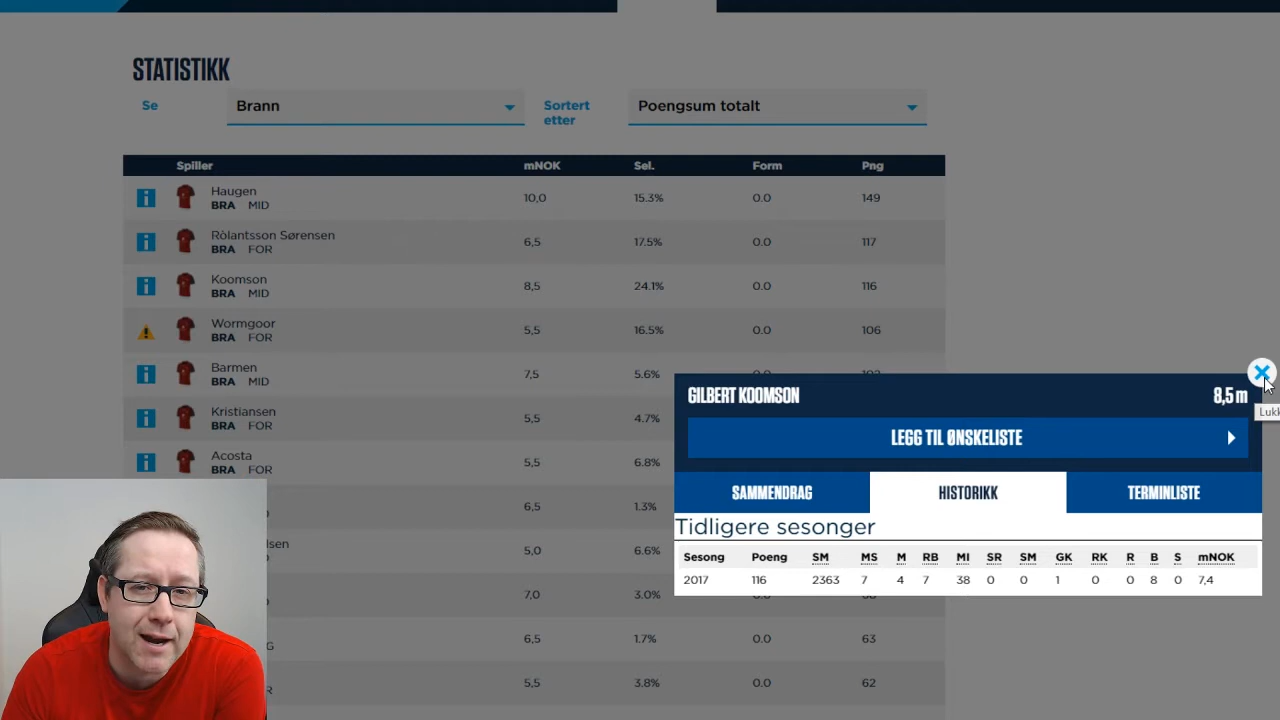 STATISTIKK
Se Brann Sortert etter Poengsum totalt
Spiller mNOK Sel. Form Png
Haugen
BRA MID 10,0 15.3% 0.0 149
Ròlantsson Sørensen
BRA FOR 6,5 17.5% 0.0 117
Koomson
BRA MID 8,5 24.1% 0.0 116
Wormgoor
BRA FOR 5,5 16.5% 0.0 106
Barmen
BRA MID 7,5 5.6%
Kristiansen
BRA FOR 5,5 4.7%
Acosta
BRA FOR 5,5 6.8%
6,5 1.3%
5,0 6.6%
7,0 3.0%
6,5 1.7% 0.0 63
5,5 3.8% 0.0 62
GILBERT KOOMSON 8,5 m
LEGG TIL ØNSKELISTE
SAMMENDRAG HISTORIKK TERMINLISTE
Tidligere sesonger
Sesong Poeng SM MS M RB MI SR SM GK RK R B S mNOK
2017 116 2363 7 4 7 38 0 0 1 0 0 8 0 7,4